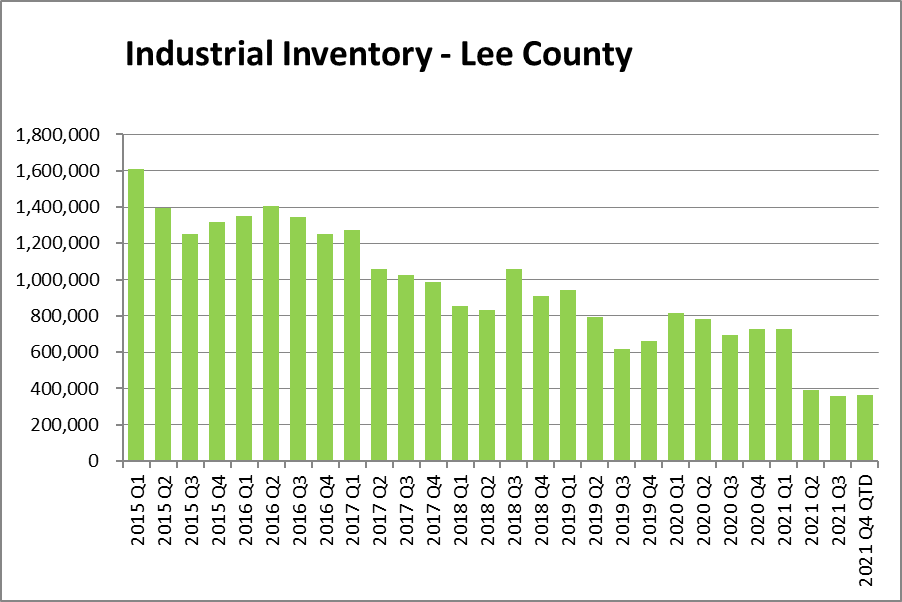 Industrial Inventory - Lee County
1,800,000
1,600,000
1,400,000
1,200,000
1,000,000
800,000
600,000
400,000
200,000
0
2015 Q1
2015 Q2
2015 Q3
2015 Q4
2016 Q1
2016 Q2
2016 Q3
2016 Q4
2017 Q1
2017 Q2
2017 Q3
2017 Q4
2018 Q1
2018 Q2
2018 Q3
2018 Q4
2019 Q1
2019 Q2
2019 Q3
2019 Q4
2020 Q1
2020 Q2
2020 Q3
2020 Q4
2021 Q1
2021 Q2
2021 Q3
2021 Q4 QTD